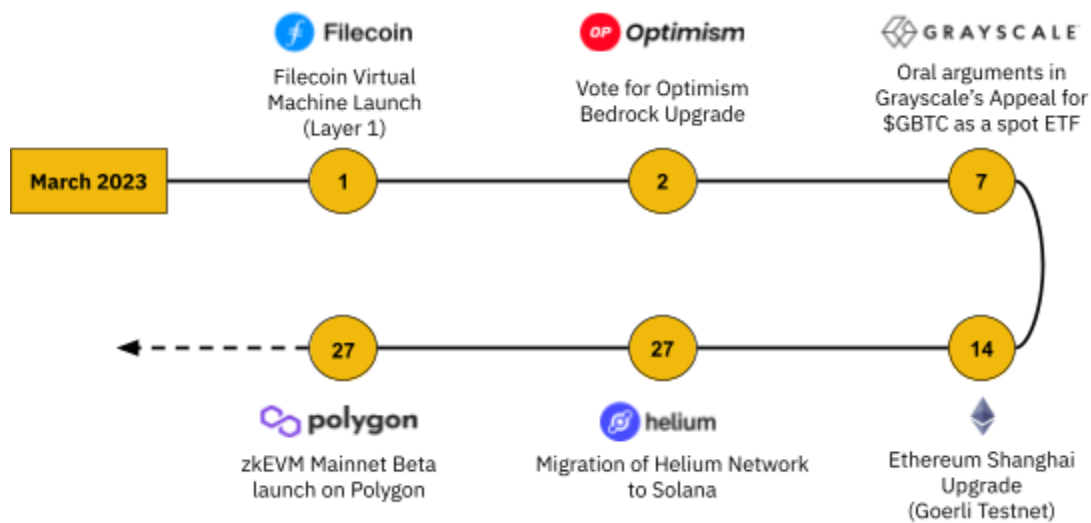 Filecoin
Filecoin Virtual
Machine Launch
(Layer 1)
OP Optimism
Vote for Optimism
Bedrock Upgrade
GRAYSCALE
Oral arguments in
Grayscale's Appeal for
$GBTC as a spot ETF
March 2023
1
2
7
14
Ethereum Shanghai
Upgrade
(Goerli Testnet)
27
helium
Migration of Helium Network
to Solana
27
polygon
zkEVM Mainnet Beta
launch on Polygon